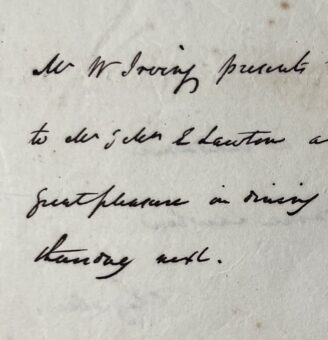 Mr W Irving presents
to Mr & Mrs E Lawton a
great pleasure in dining
thursday next.